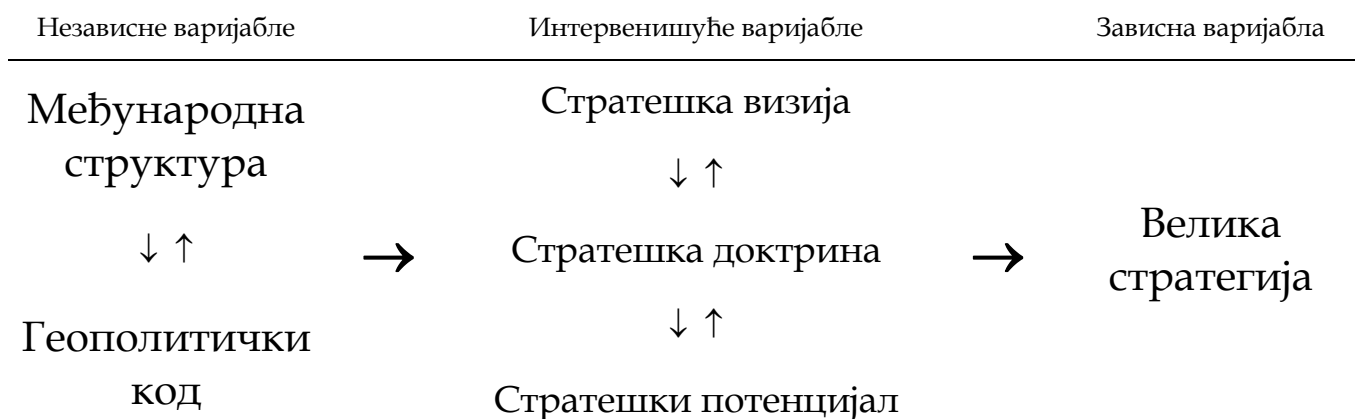 Независне варијабле Интервенишуће варијабле Зависна варијабла
Међународна
структура
↓ ↑
Геополитички
код
→
Стратешка визија
↓ ↑
Стратешка доктрина
↓ ↑
Стратешки потенцијал
→
Велика
стратегија